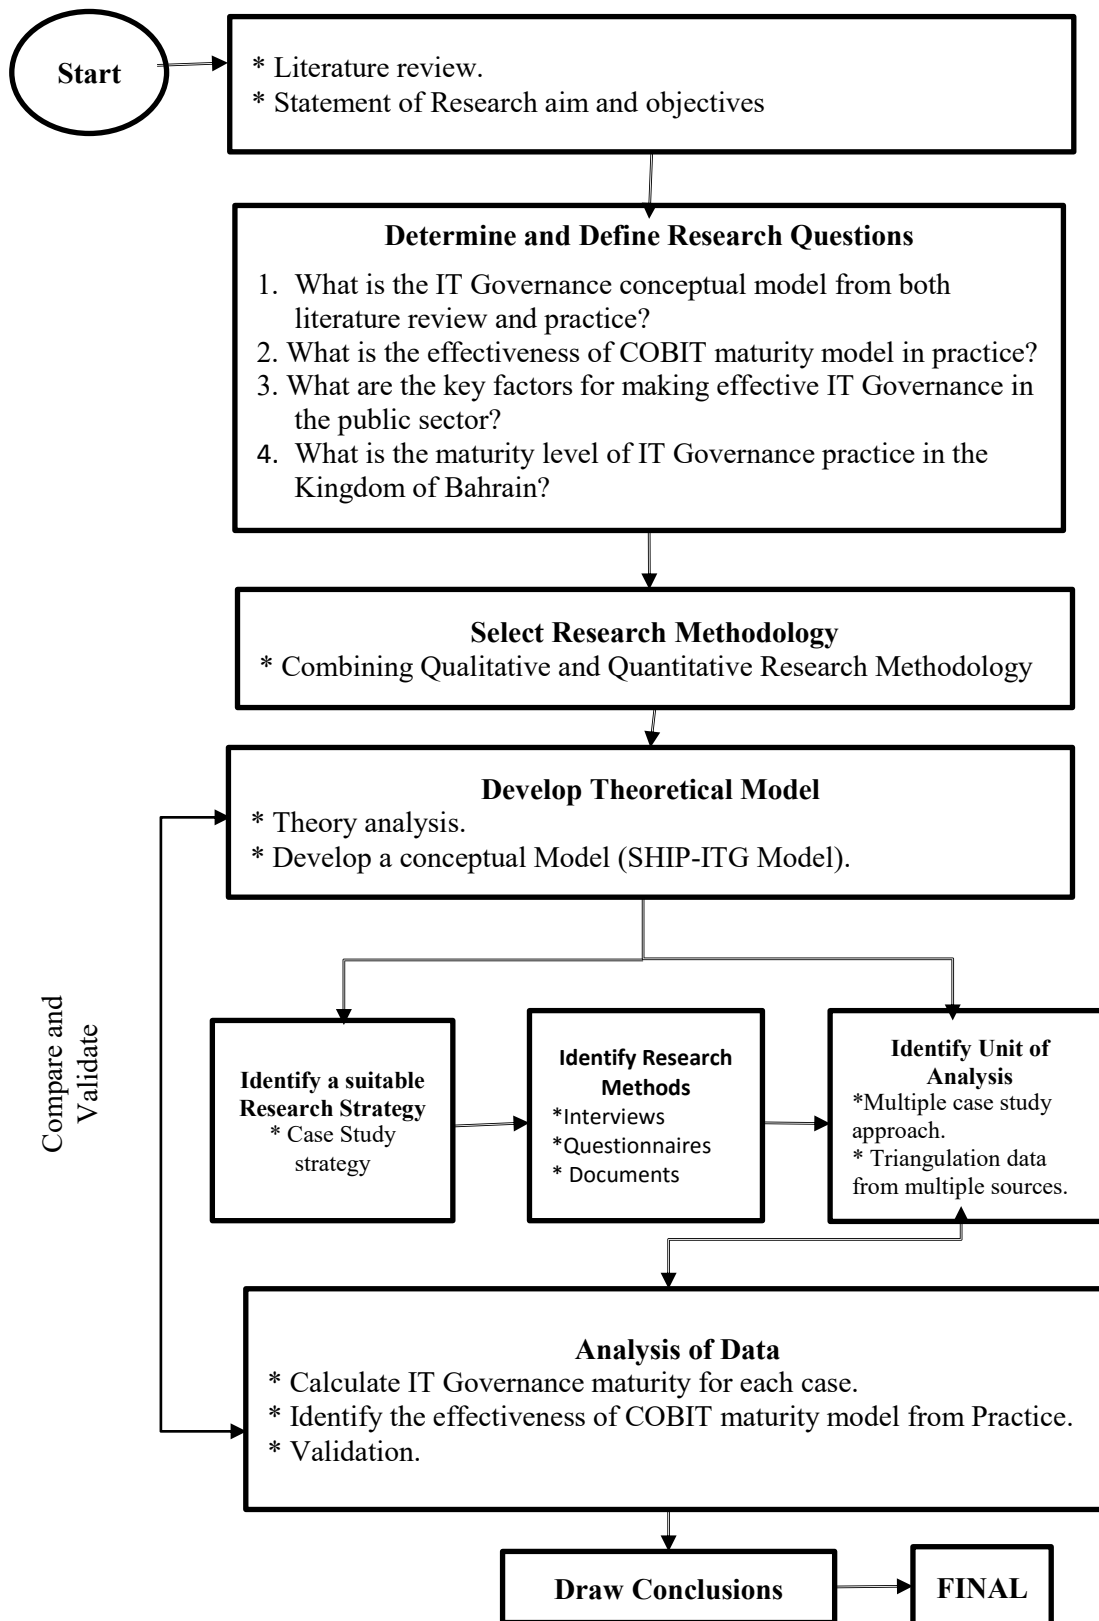 Start
* Literature review.
* Statement of Research aim and objectives
Determine and Define Research Questions
1. What is the IT Governance conceptual model from both
literature review and practice?
2. What is the effectiveness of COBIT maturity model in practice?
3. What are the key factors for making effective IT Governance in
the public sector?
4. What is the maturity level of IT Governance practice in the
Kingdom of Bahrain?
Select Research Methodology
* Combining Qualitative and Quantitative Research Methodology
Develop Theoretical Model
* Theory analysis.
* Develop a conceptual Model (SHIP-ITG Model).
Compare and
Validate
Identify a suitable
Research Strategy
* Case Study
strategy
Identify Research
Methods
*Interviews
*Questionnaires
* Documents
Identify Unit of
Analysis
*Multiple case study
approach.
* Triangulation data
from multiple sources.
Analysis of Data
* Calculate IT Governance maturity for each case.
* Identify the effectiveness of COBIT maturity model from Practice.
* Validation.
Draw Conclusions
FINAL